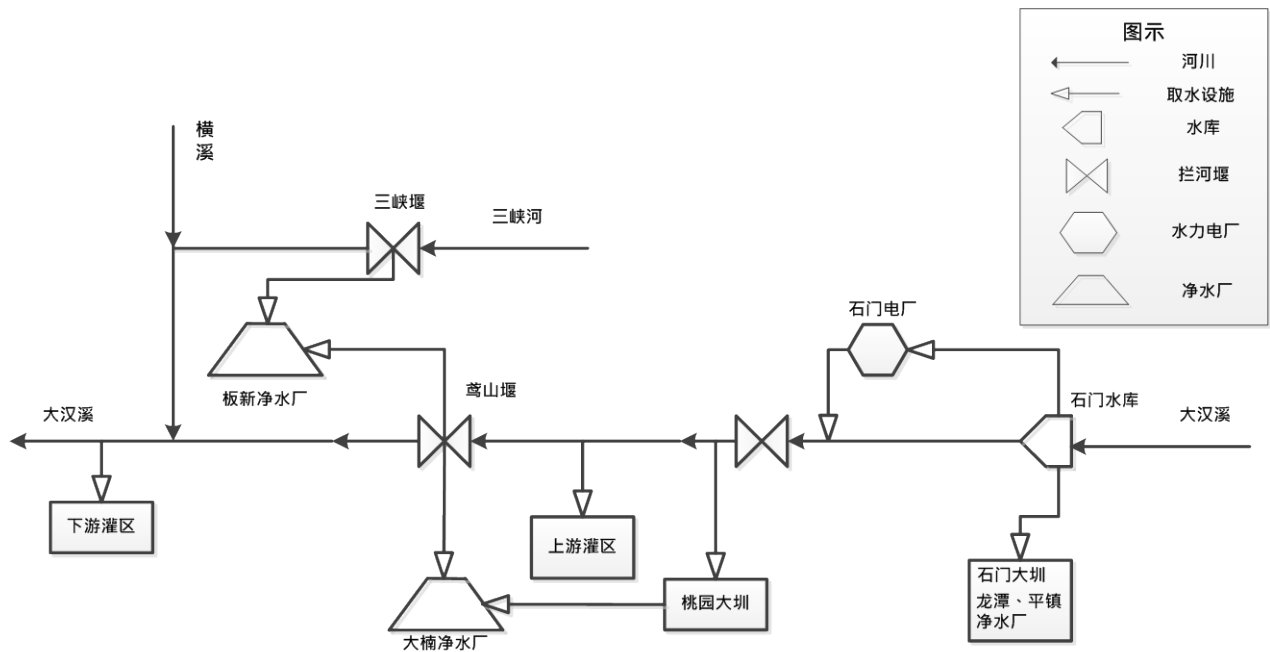 图示
河川
取水设施
水库
拦河堰
水力电厂
净水厂
横
溪
三峡堰
三峡河
板新净水厂
石门电厂
鸢山堰
石门水库
大汉溪
大汉溪
下游灌区
上游灌区
桃园大圳
大楠净水厂
石门大圳
龙潭、平镇
净水厂